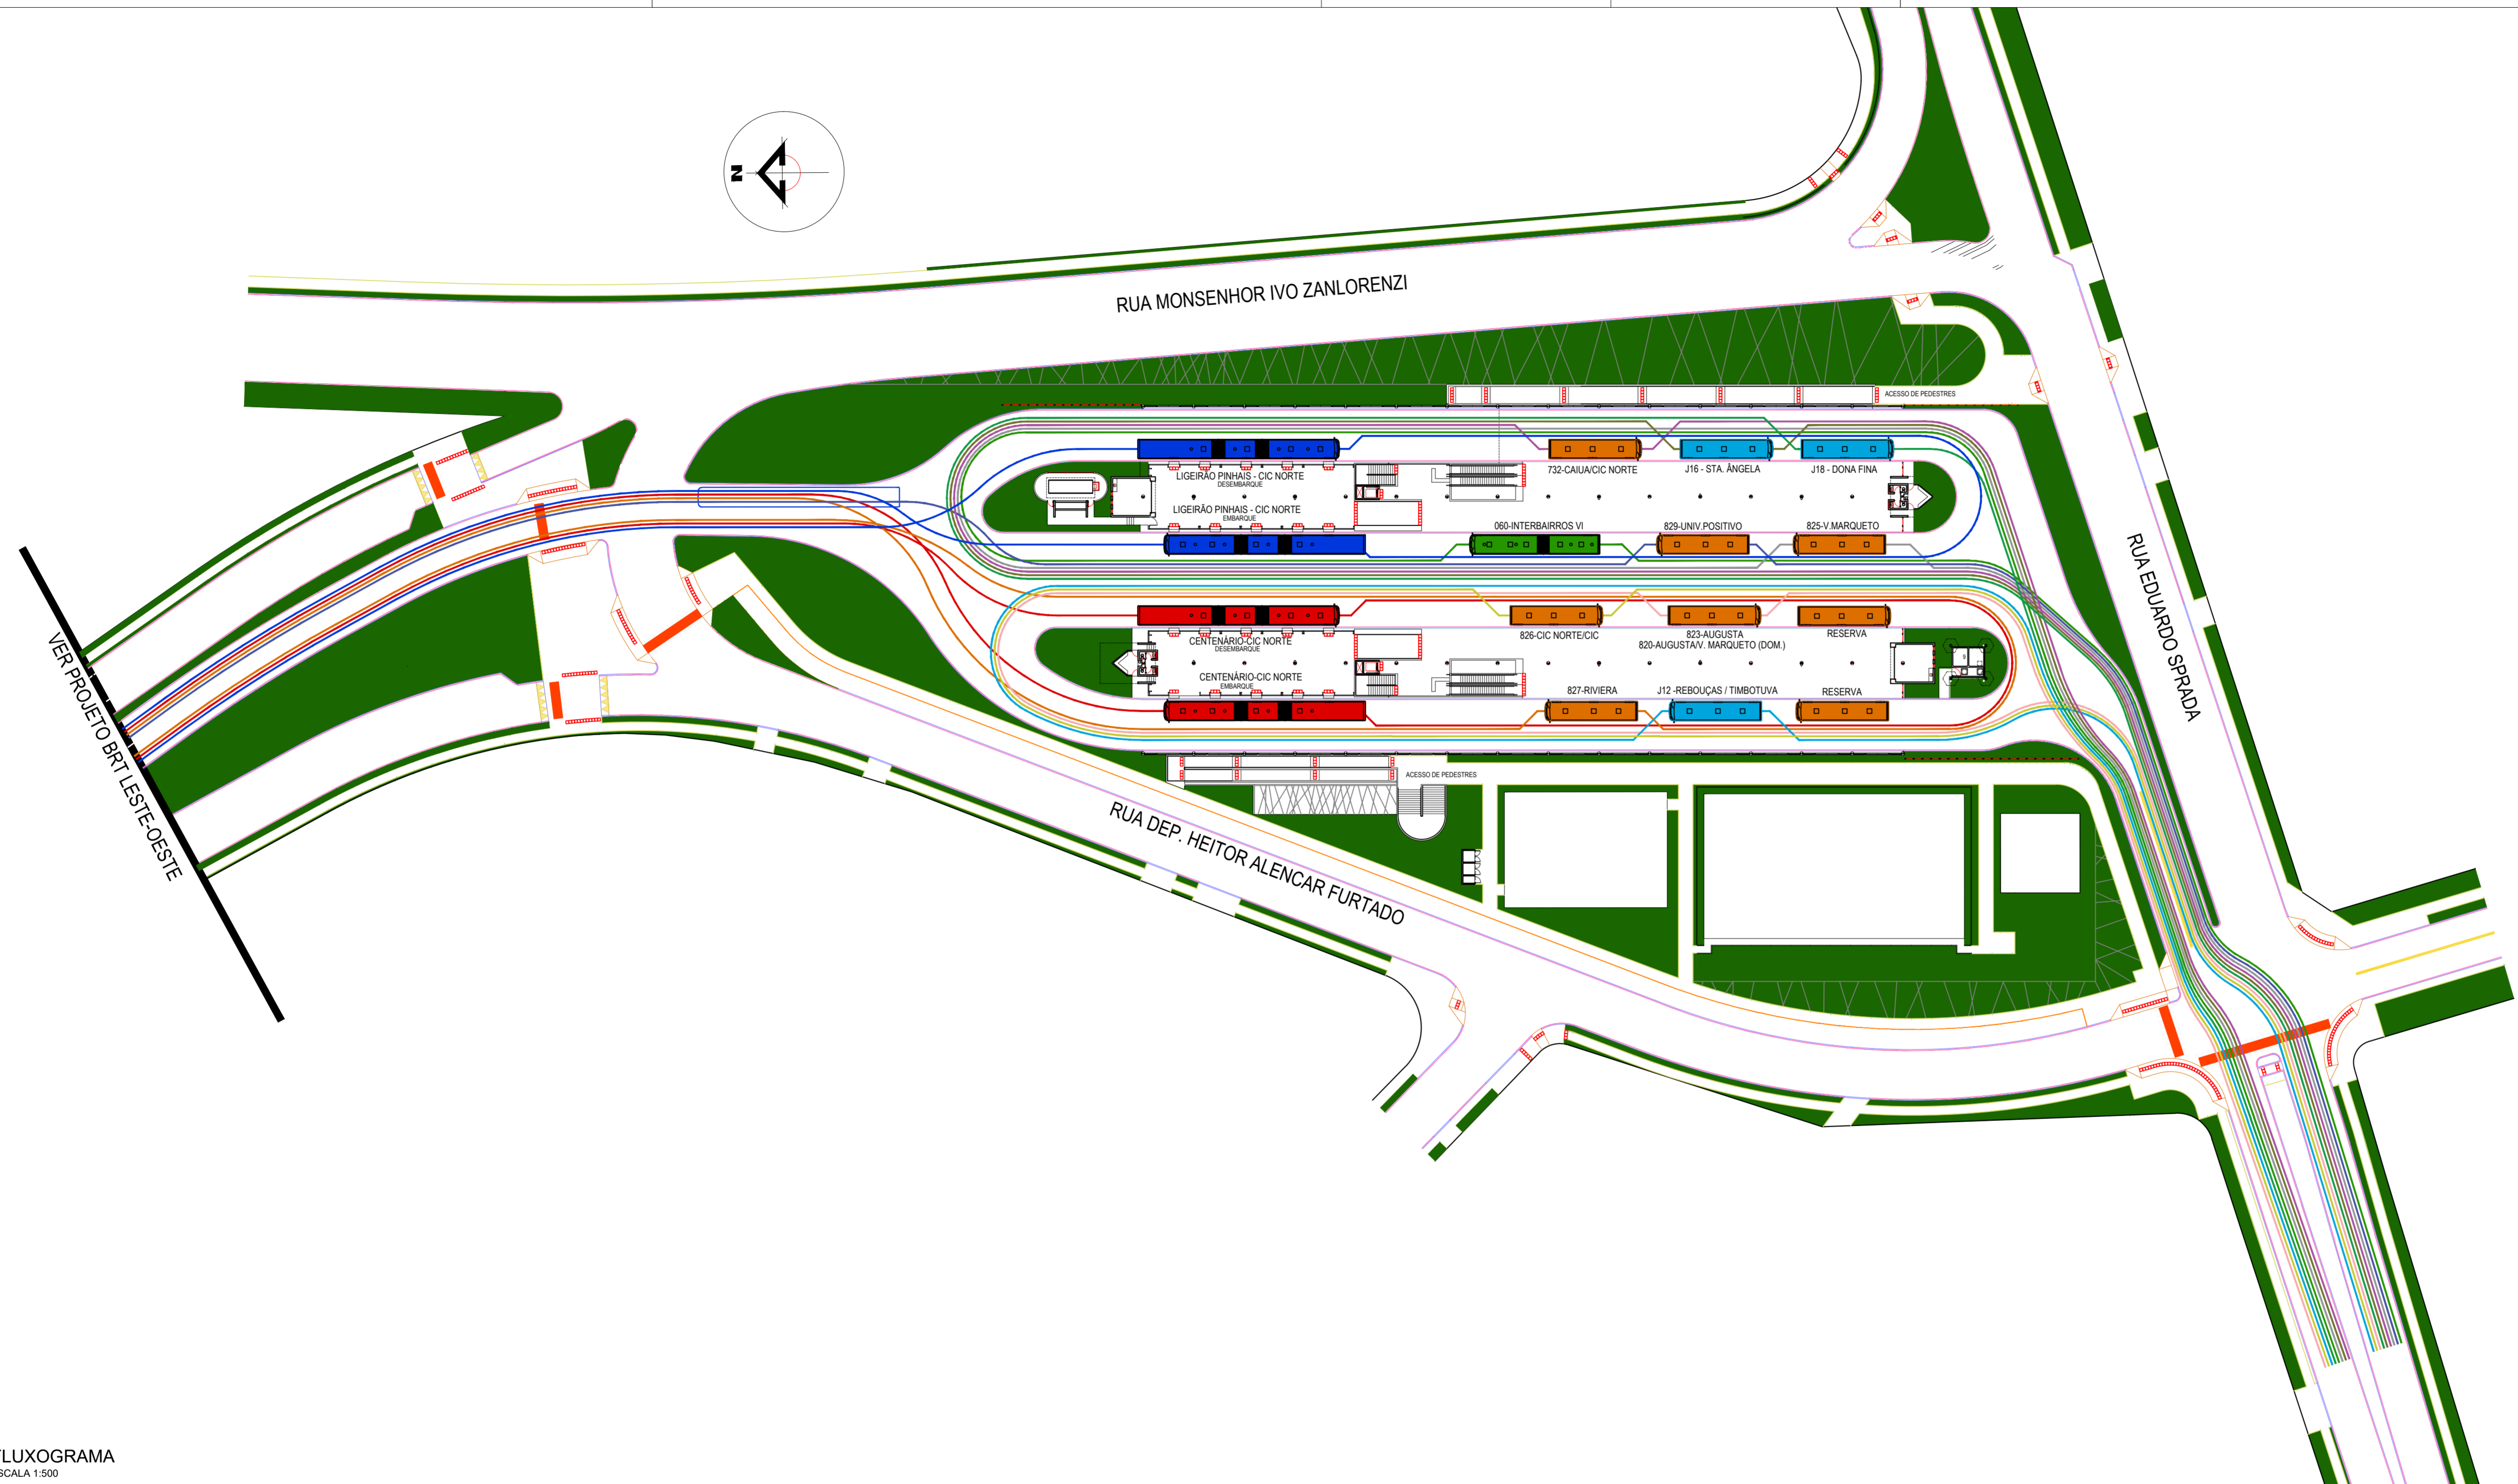 N
RUA MONSENHOR IVO ZANLORENZI
ACESSO DE PEDESTRES
732-CAIUA/CIC NORTE
J16 - STA. ÂNGELA
J18 - DONA FINA
LIGEIRÃO PINHAIS - CIC NORTE
DESEMBARQUE
LIGEIRÃO PINHAIS - CIC NORTE
EMBARQUE
060-INTERBAIRROS VI
829-UNIV.POSITIVO
825-V.MARQUETO
RUA EDUARDO SPRADA
CENTENÁRIO-CIC NORTE
DESEMBARQUE
826-CIC NORTE/CIC
823-AUGUSTA
820-AUGUSTA/V. MARQUETO (DOM.)
RESERVA
CENTENÁRIO-CIC NORTE
EMBARQUE
827-RIVIERA
J12 -REBOUÇAS / TIMBOTUVA
RESERVA
VER PROJETO BRT LESTE-OESTE
ACESSO DE PEDESTRES
RUA DEP. HEITOR ALENCAR FURTADO
LUXOGRAMA
SCALA 1:500